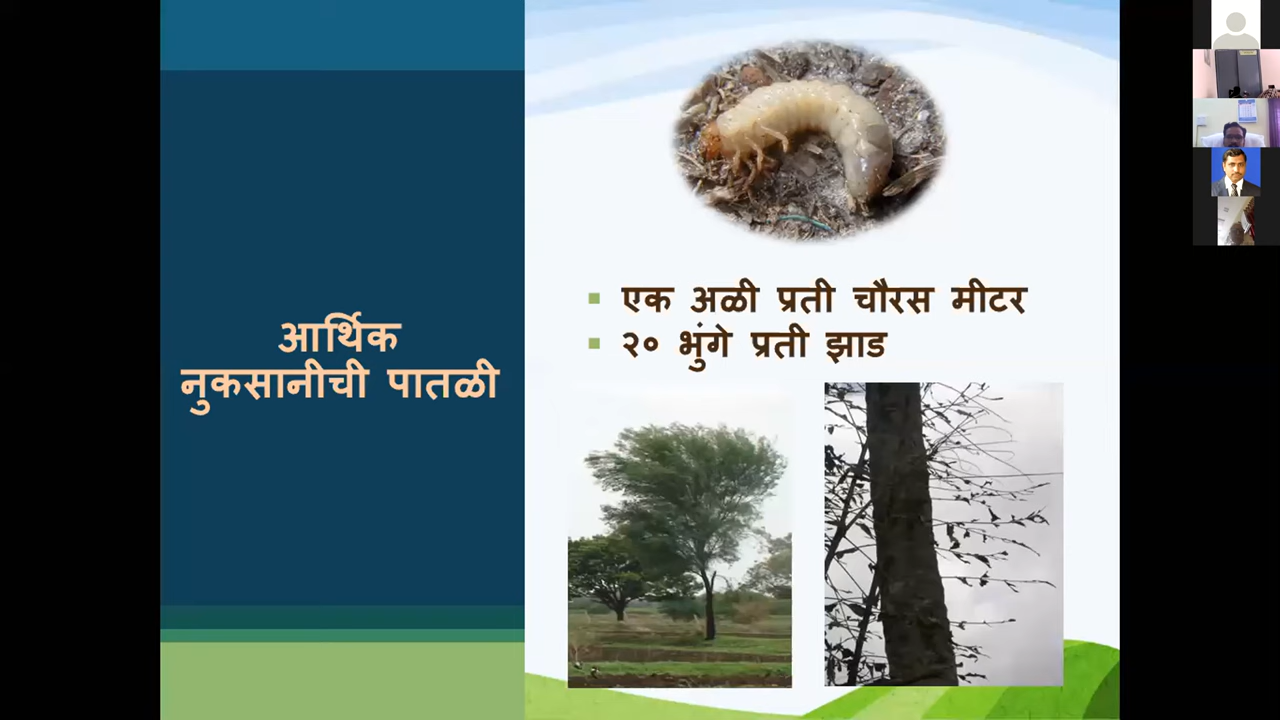 आर्थिक
नुकसानीची पातळी
एक अळी प्रती चौरस मीटर
२० भुंगे प्रती झाड